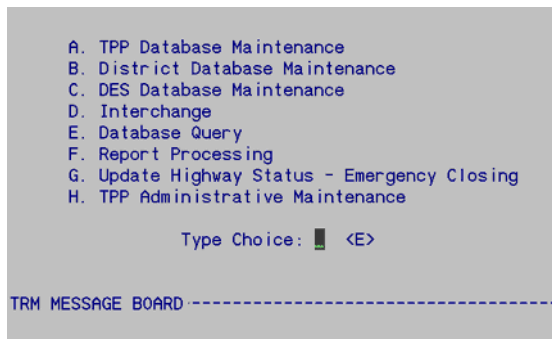 A. TPP Database Maintenance
B. District Database Maintenance
C. DES Database Maintenance
D. Interchange
E. Database Query
F. Report Processing
G. Update Highway Status - Emergency Closing
H. TPP Administrative Maintenance
Type Choice: _ <E>
TRM MESSAGE BOARD------------------------------------